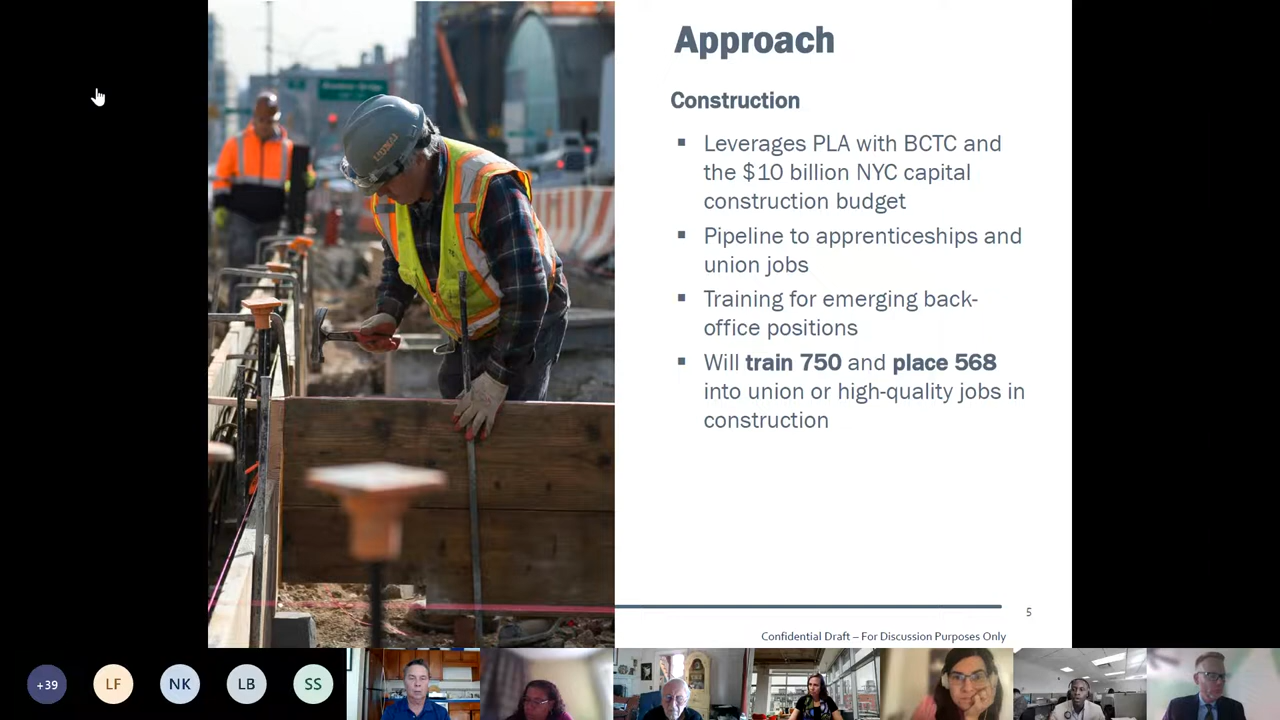 Approach
Construction
▪ Leverages PLA with BCTC and
the $10 billion NYC capital
construction budget
▪ Pipeline to apprenticeships and
union jobs
▪ Training for emerging back-
office positions
▪ Will train 750 and place 568
into union or high-quality jobs in
construction
5
Confidential Draft – For Discussion Purposes Only
+39 LF NK LB SS